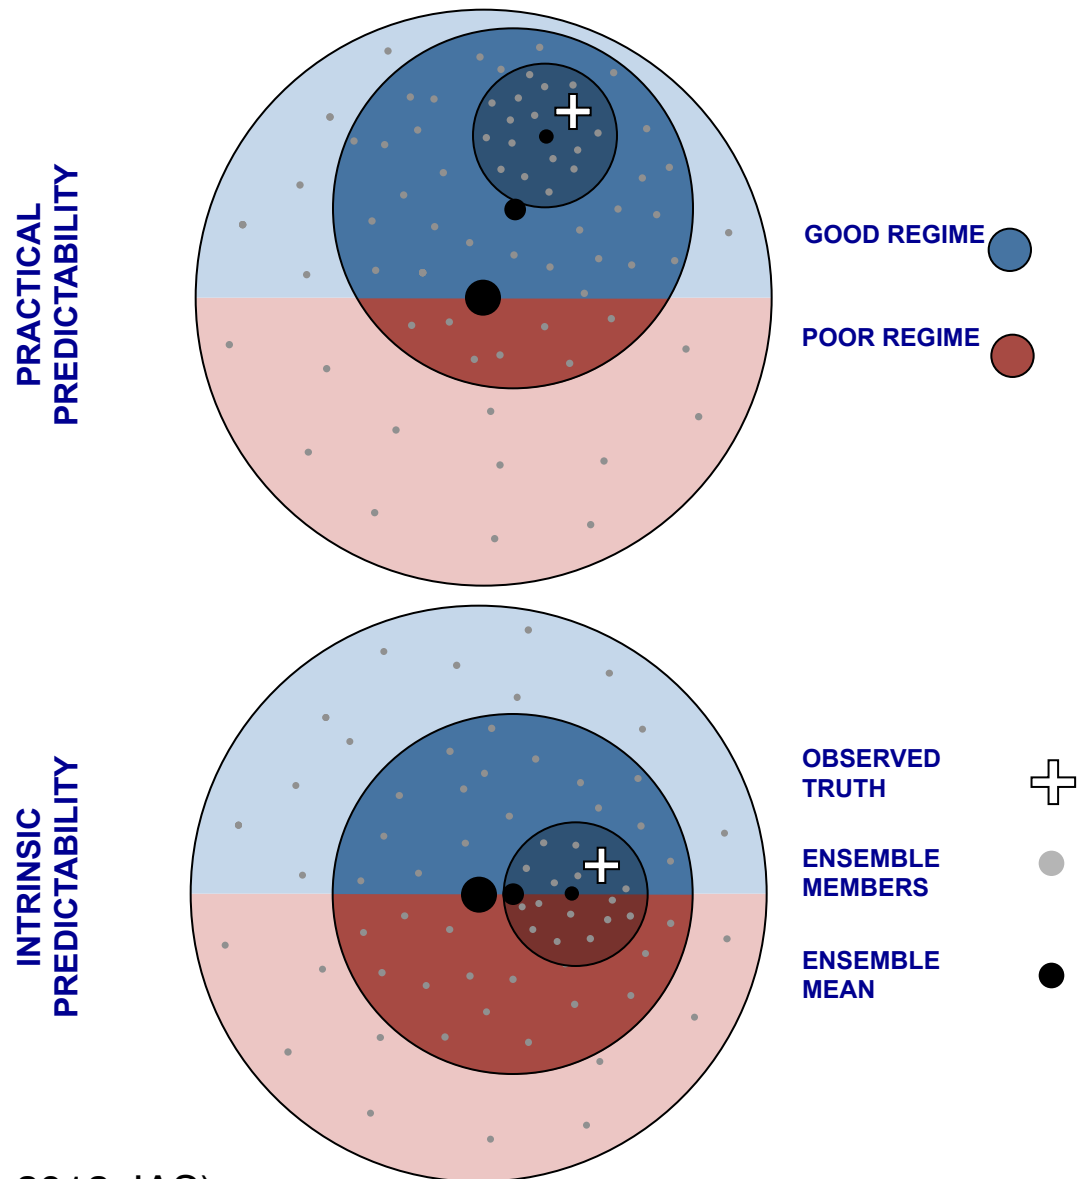 PRACTICAL
PREDICTABILITY
GOOD REGIME
POOR REGIME
INTRINSIC
PREDICTABILITY
OBSERVED
TRUTH
ENSEMBLE
MEMBERS
ENSEMBLE
MEAN